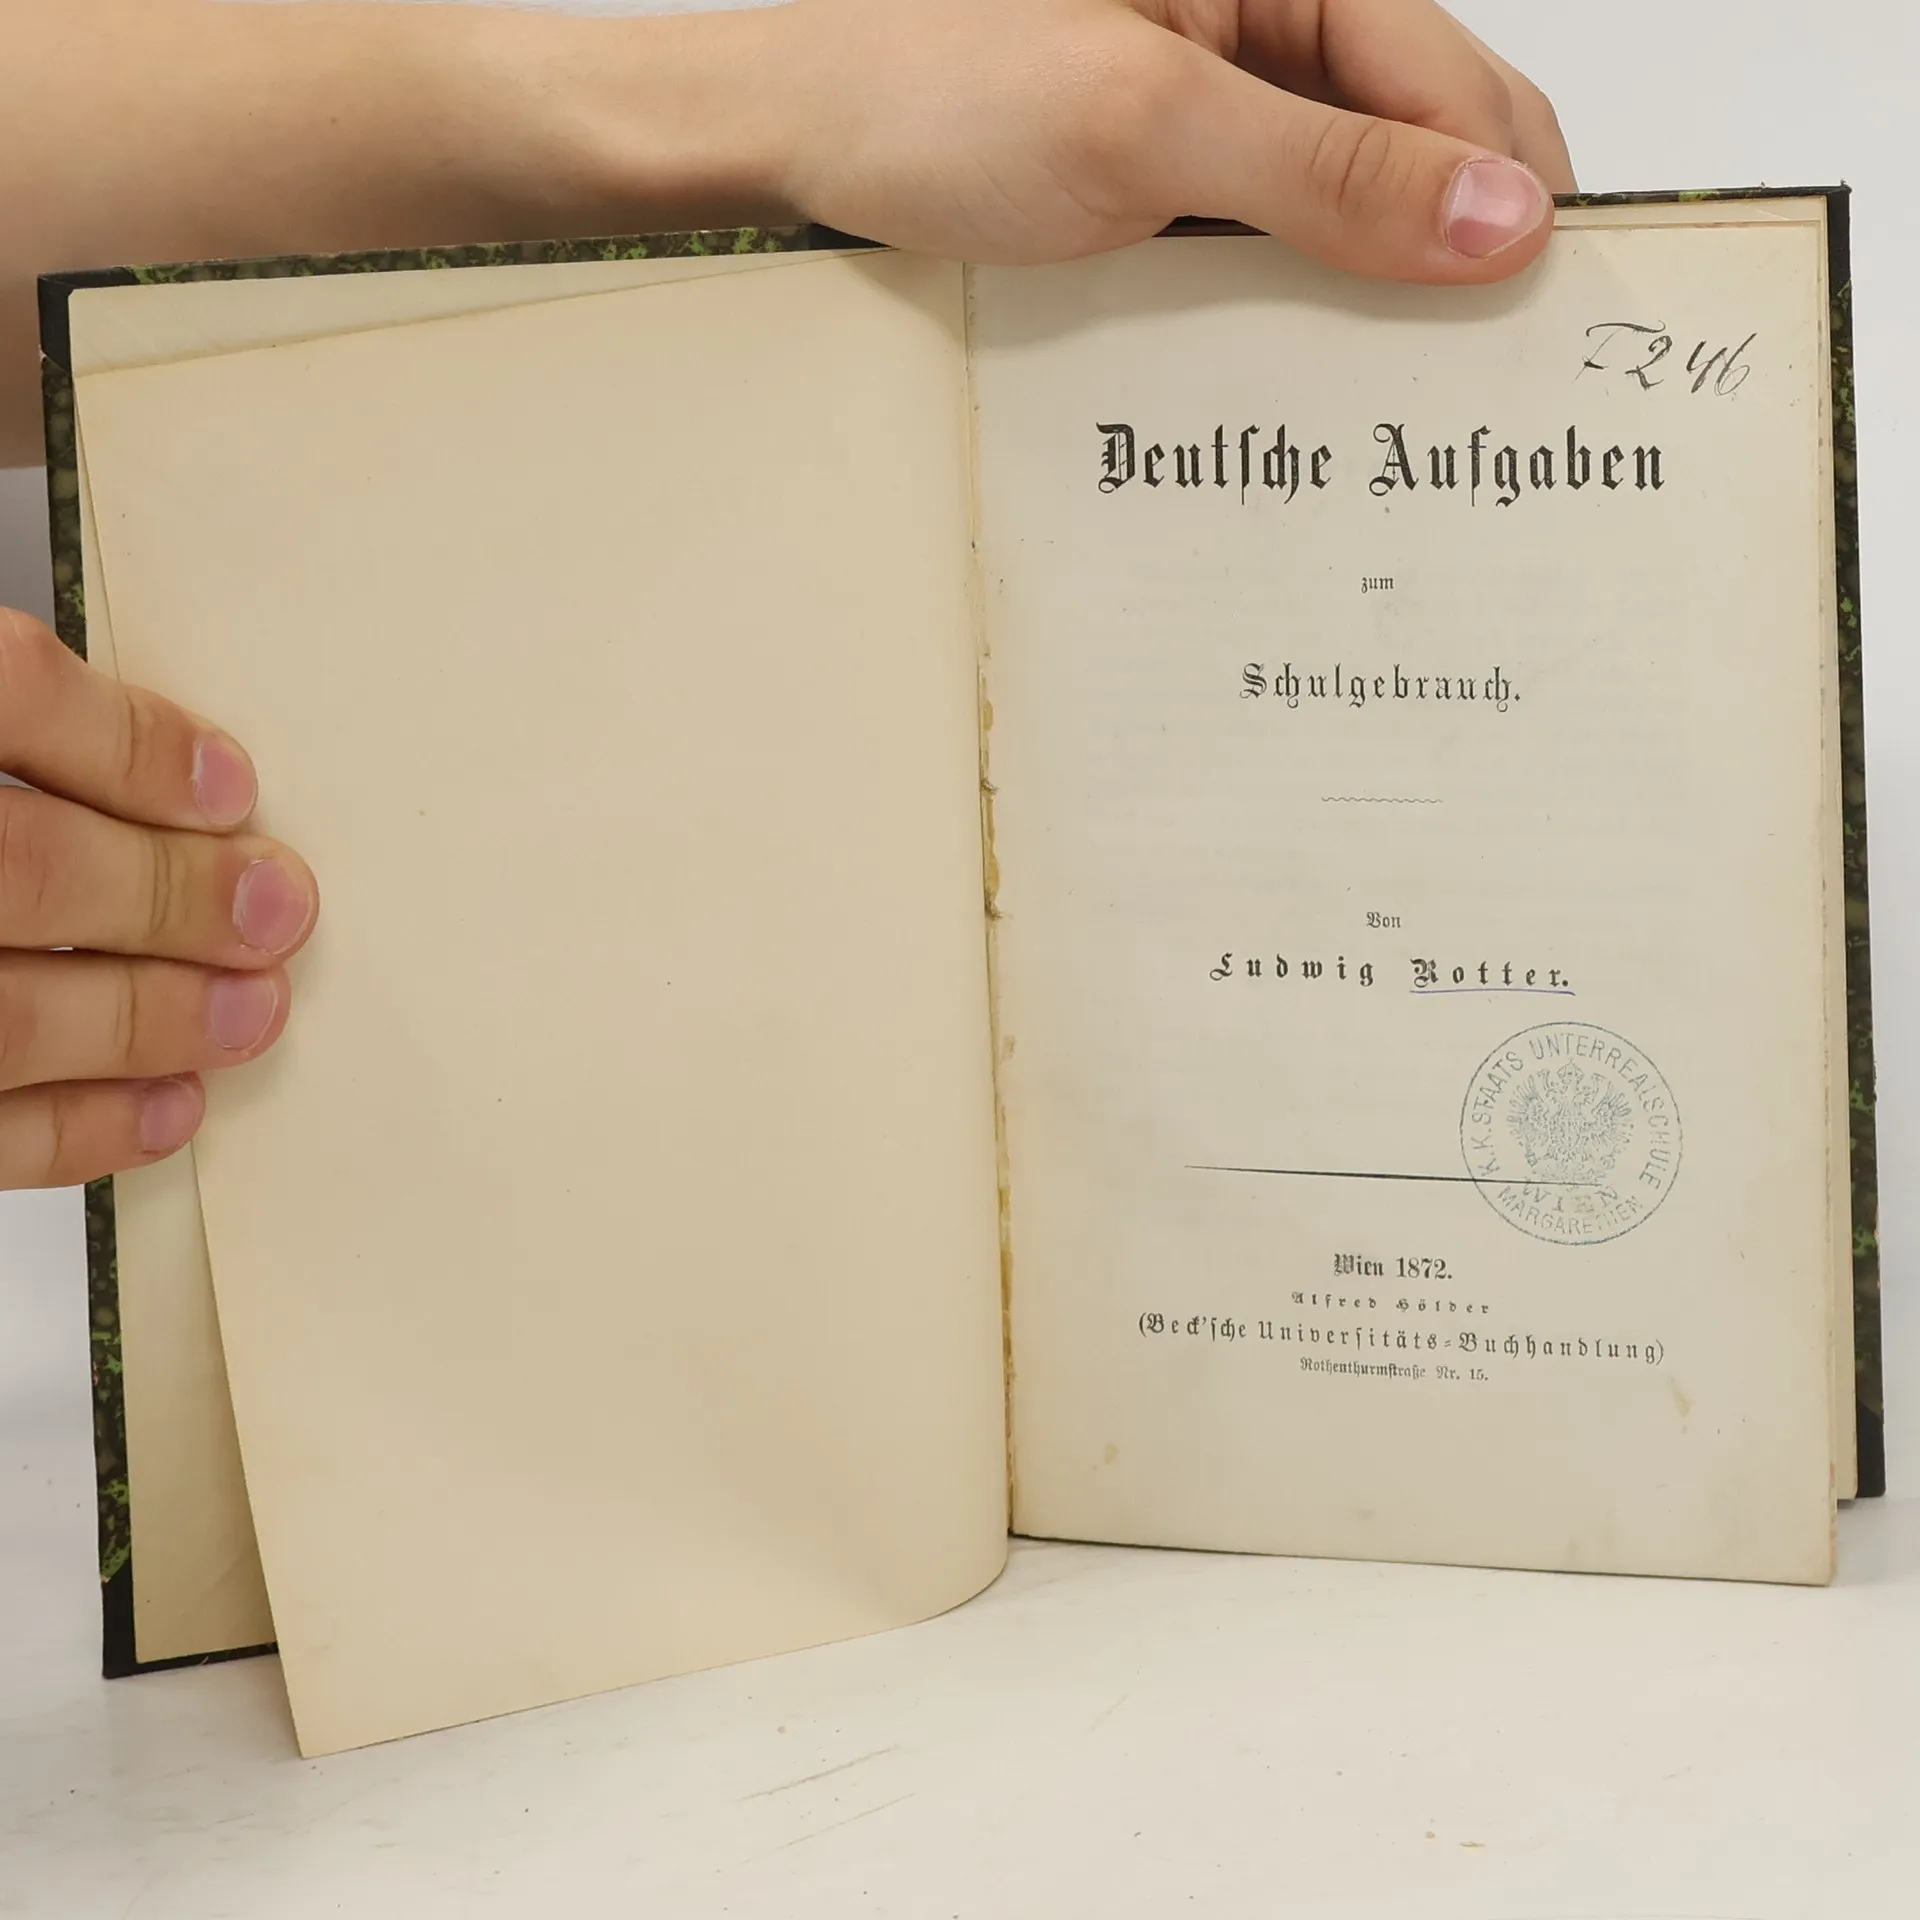 F 246
Deutſche Aufgaben
zum
Schulgebrauch.
Von
Ludwig Rotter.
K. K. STAATS UNTERREALSCHULE
WIEN
MARGARETHEN
Wien 1872.
Alfred Hölder
(Beck'ſche Univerſitäts-Buchhandlung)
Rothenthurmſtraße Nr. 15.